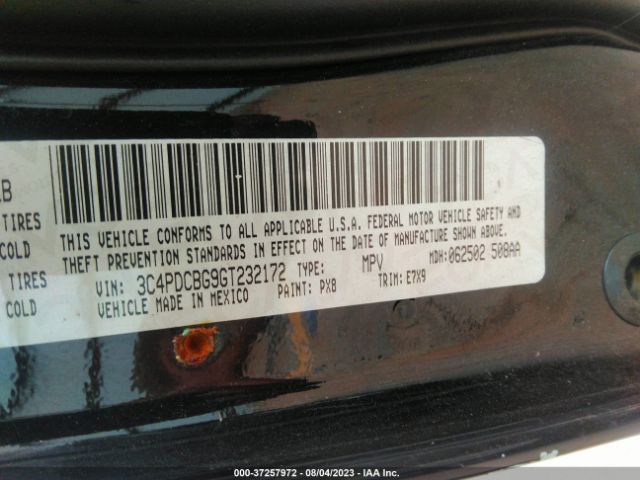 LB
TIRES
COLD
TIRES
COLD
THIS VEHICLE CONFORMS TO ALL APPLICABLE U.S.A. FEDERAL MOTOR VEHICLE SAFETY AND
THEFT PREVENTION STANDARDS IN EFFECT ON THE DATE OF MANUFACTURE SHOWN ABOVE.
VIN: 3C4PDCBG9GT232172 TYPE: MPV MDH: 062502 508AA
VEHICLE MADE IN MEXICO PAINT: PX8 TRIM: E7X9
000-37257972 - 08/04/2023 - IAA Inc.